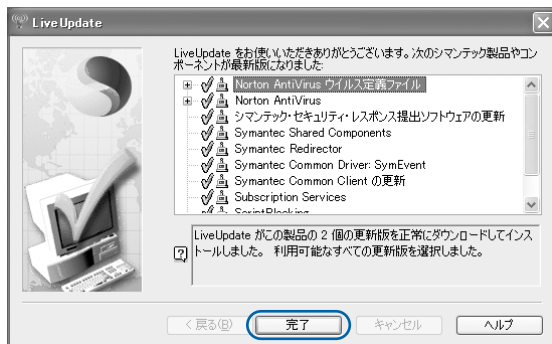 LiveUpdate
LiveUpdate をお使いいただきありがとうございます。次のシマンテック製品やコン
ポーネントが最新版になりました:
Norton AntiVirus ウイルス定義ファイル
Norton AntiVirus
シマンテック・セキュリティ・レスポンス提出ソフトウェアの更新
Symantec Shared Components
Symantec Redirector
Symantec Common Driver: SymEvent
Symantec Common Client の更新
Subscription Services
ScriptBlocking
LiveUpdate がこの製品の 2 個の更新版を正常にダウンロードしてインス
トールしました。 利用可能なすべての更新版を選択しました。
< 戻る(B)
完了
キャンセル
ヘルプ